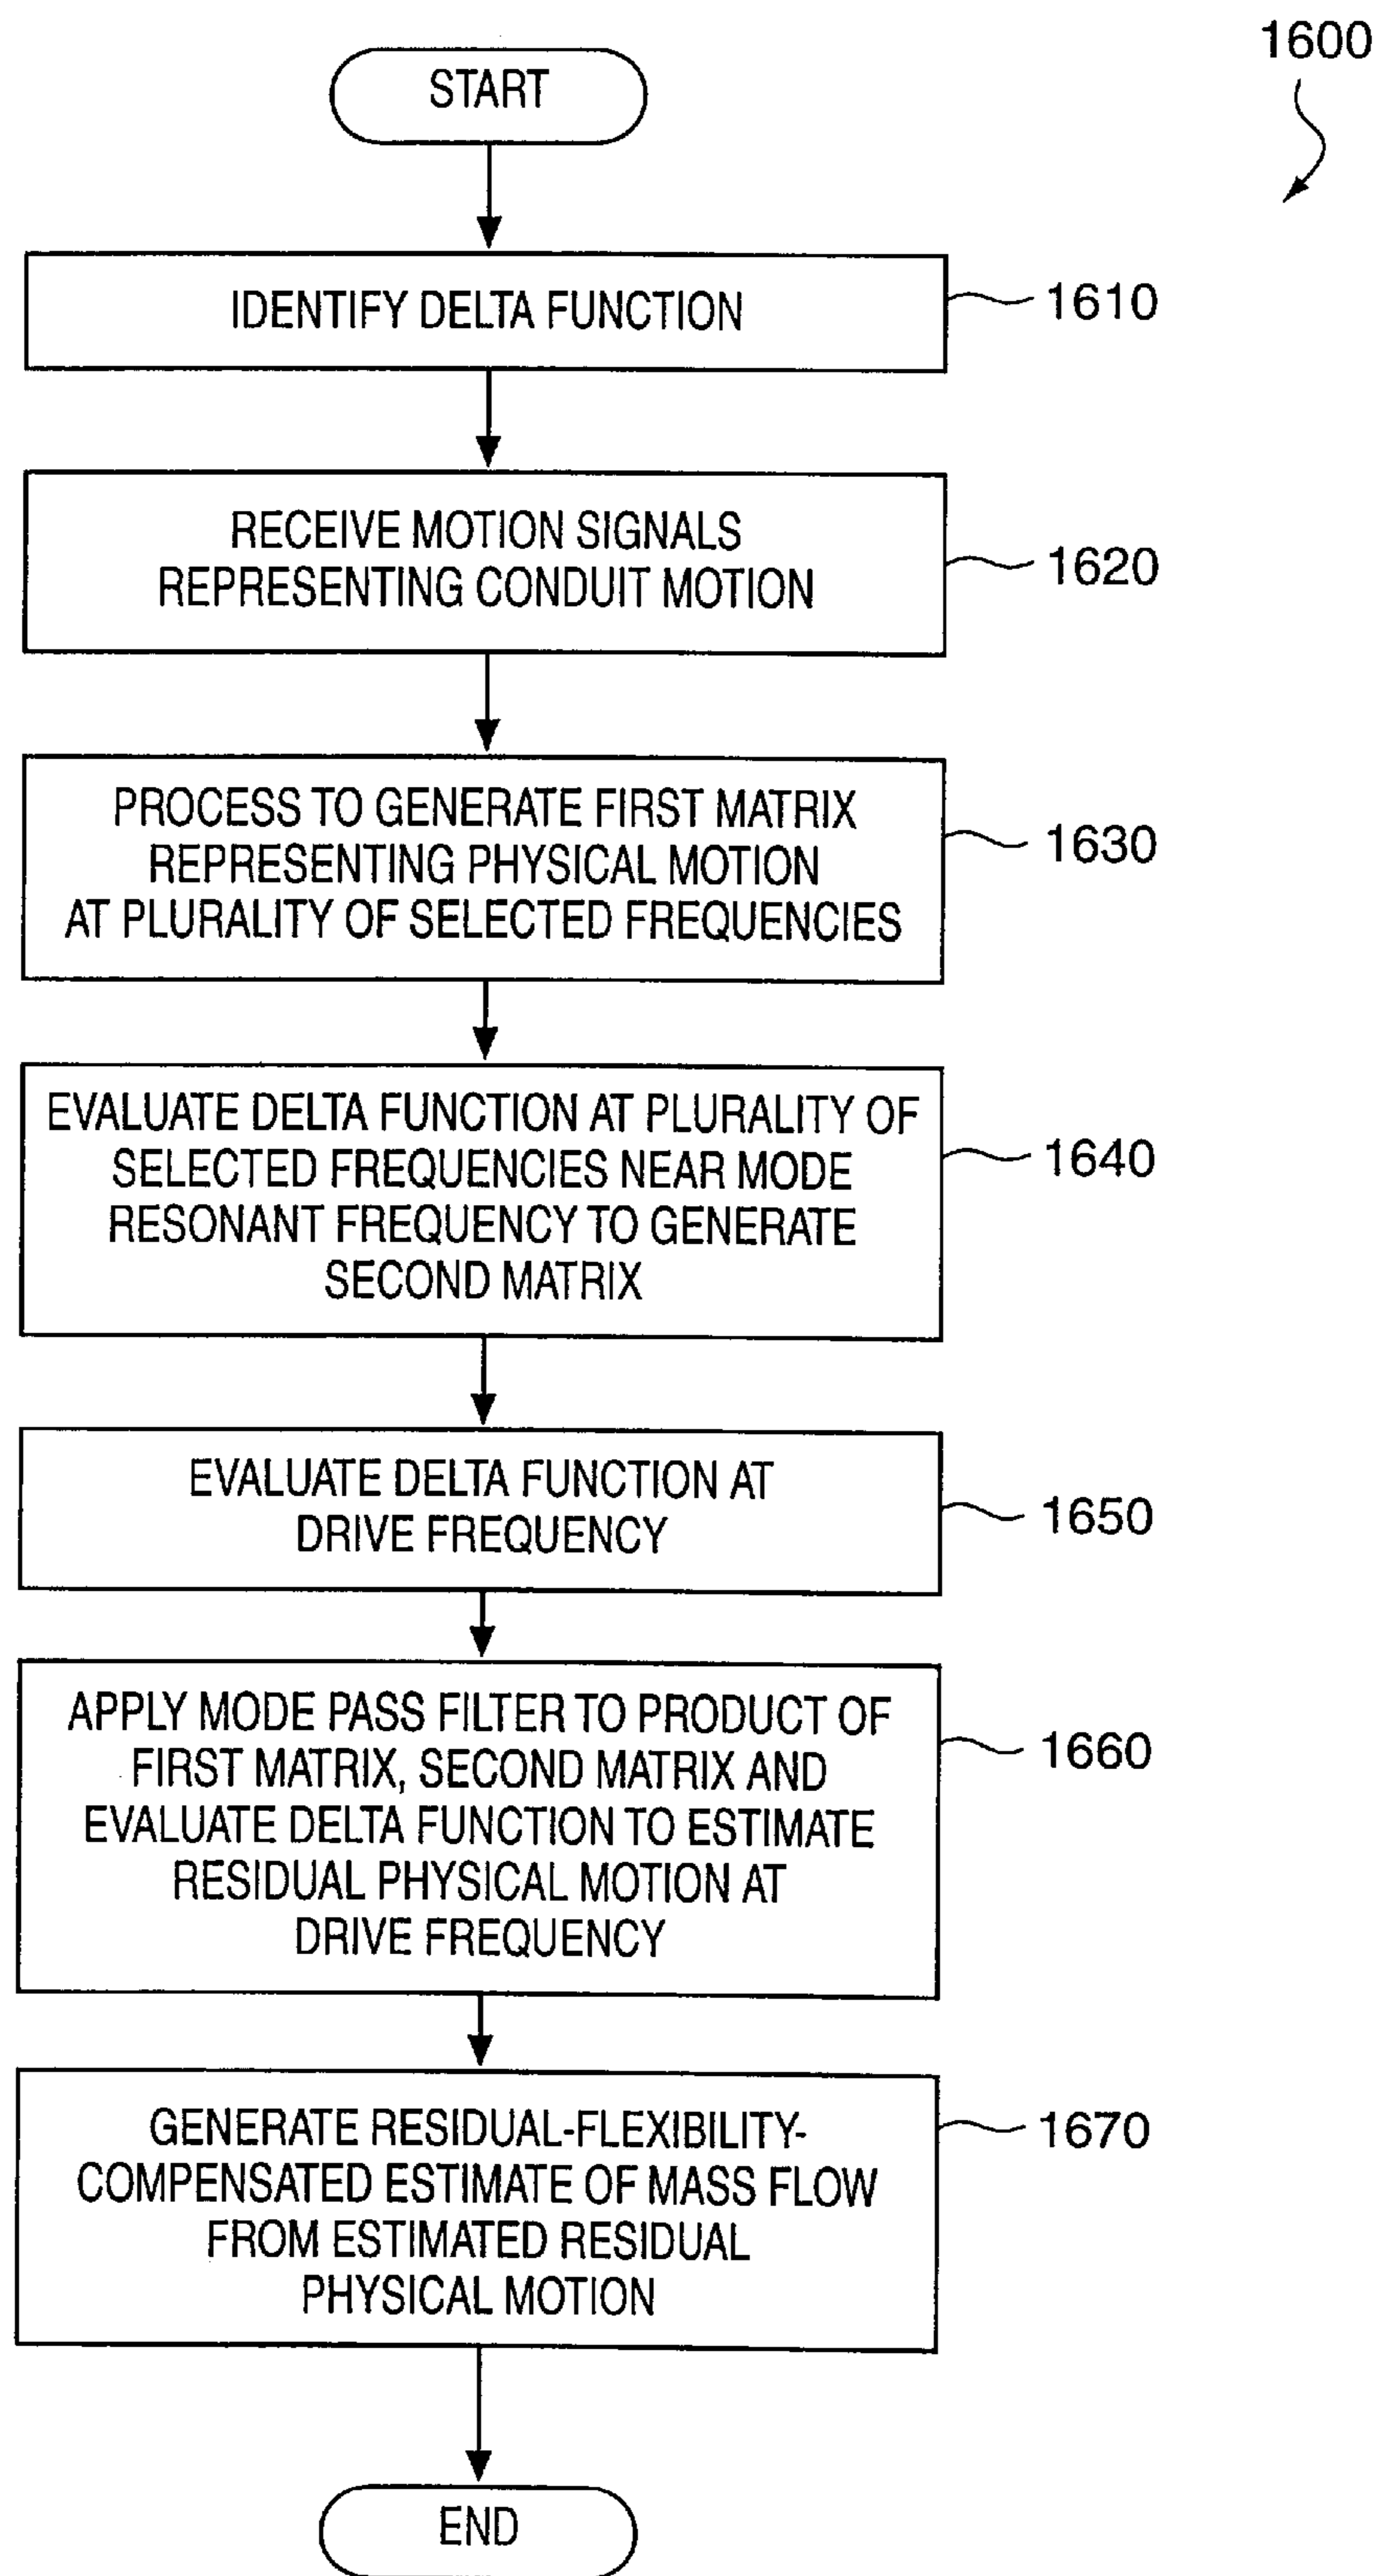 1600
START
IDENTIFY DELTA FUNCTION
1610
RECEIVE MOTION SIGNALS
REPRESENTING CONDUIT MOTION
1620
PROCESS TO GENERATE FIRST MATRIX
REPRESENTING PHYSICAL MOTION
AT PLURALITY OF SELECTED FREQUENCIES
1630
EVALUATE DELTA FUNCTION AT PLURALITY OF
SELECTED FREQUENCIES NEAR MODE
RESONANT FREQUENCY TO GENERATE
SECOND MATRIX
1640
EVALUATE DELTA FUNCTION AT
DRIVE FREQUENCY
1650
APPLY MODE PASS FILTER TO PRODUCT OF
FIRST MATRIX, SECOND MATRIX AND
EVALUATE DELTA FUNCTION TO ESTIMATE
RESIDUAL PHYSICAL MOTION AT
DRIVE FREQUENCY
1660
GENERATE RESIDUAL-FLEXIBILITY-
COMPENSATED ESTIMATE OF MASS FLOW
FROM ESTIMATED RESIDUAL
PHYSICAL MOTION
1670
END